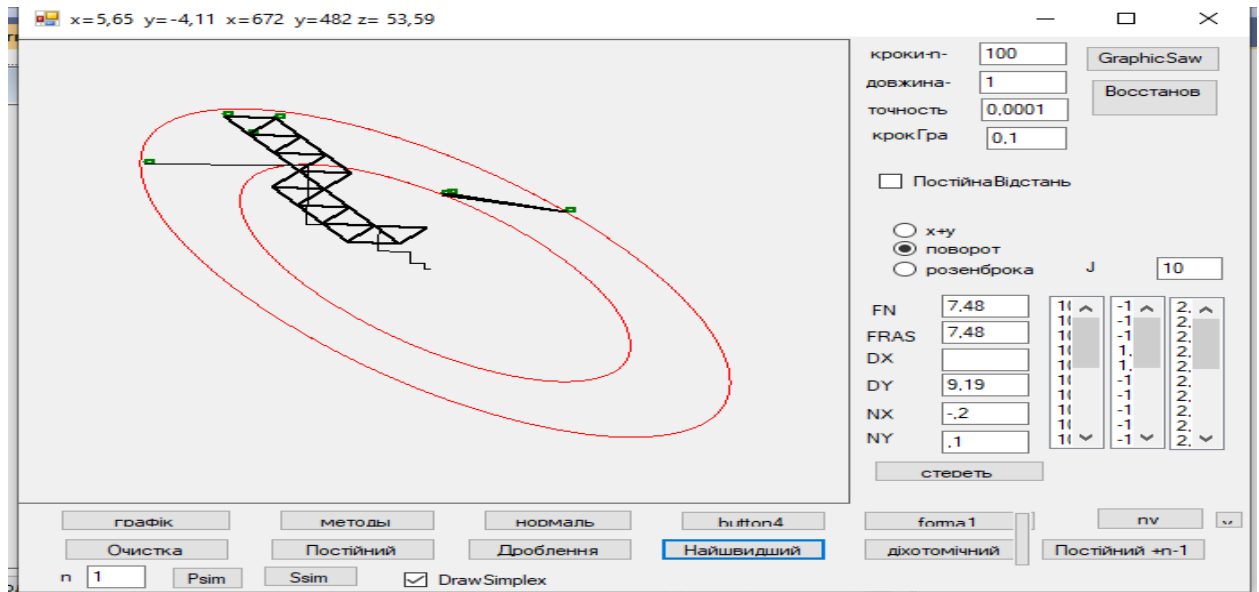 x=5,65 y=-4,11 x=672 y=482 z= 53,59
кроки-n- 100 GraphicSaw
довжина- 1 Восстанов
точность 0,0001
крокГра 0,1
ПостійнаВідстань
x+y
поворот
розенброка J 10
FN 7,48
FRAS 7,48
DX
DY 9,19
NX -,2
NY ,1
стереть
графік методы нормаль button4 forma1 nv
Очистка Постійний Дроблення Найшвидший діхотомічний Постійний +n-1
n 1 Psim Ssim DrawSimplex